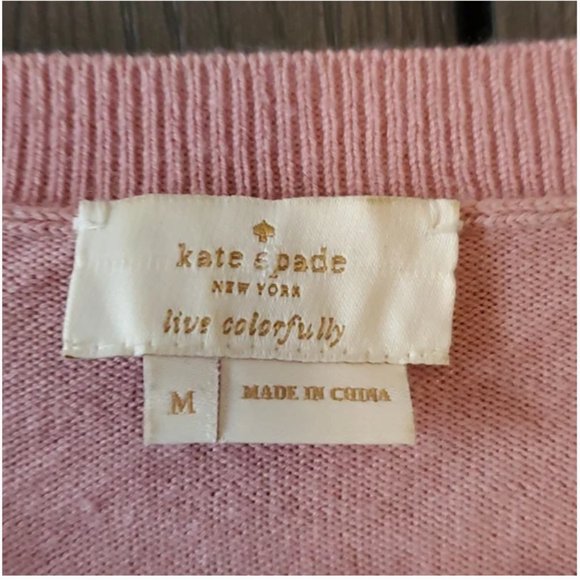 kate spade
NEW YORK
live colorfully
M
MADE IN CHINA